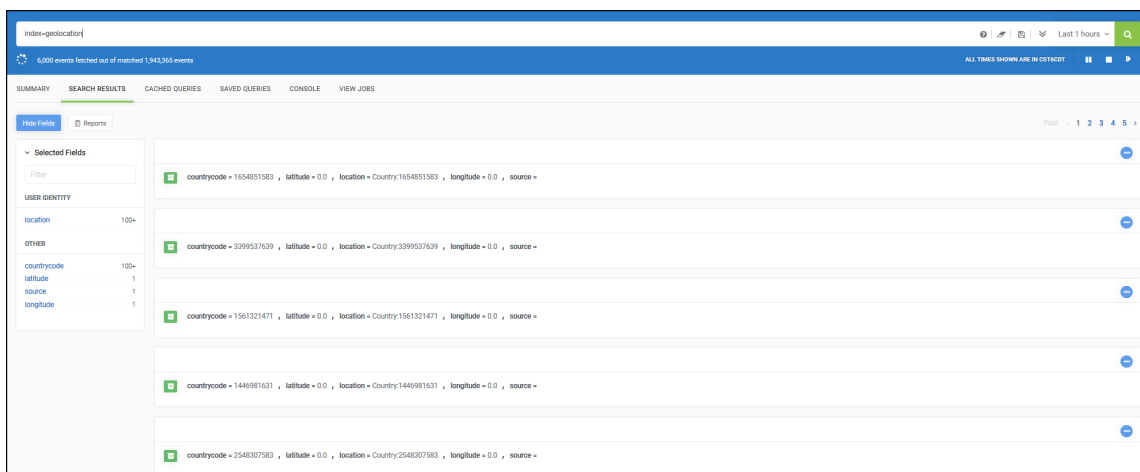 index=geolocation
Last 1 hours
6,000 events fetched out of matched 1,943,365 events
ALL TIMES SHOWN ARE IN CST6CDT
SUMMARY SEARCH RESULTS CACHED QUERIES SAVED QUERIES CONSOLE VIEW JOBS
Hide Fields Reports
First < 1 2 3 4 5 >
Selected Fields
Filter
USER IDENTITY
location 100+
OTHER
countrycode 100+
latitude 1
source 1
longitude 1
countrycode = 1654851583 , latitude = 0.0 , location = Country:1654851583 , longitude = 0.0 , source =
countrycode = 3399537639 , latitude = 0.0 , location = Country:3399537639 , longitude = 0.0 , source =
countrycode = 1561321471 , latitude = 0.0 , location = Country:1561321471 , longitude = 0.0 , source =
countrycode = 1446981631 , latitude = 0.0 , location = Country:1446981631 , longitude = 0.0 , source =
countrycode = 2548307583 , latitude = 0.0 , location = Country:2548307583 , longitude = 0.0 , source =